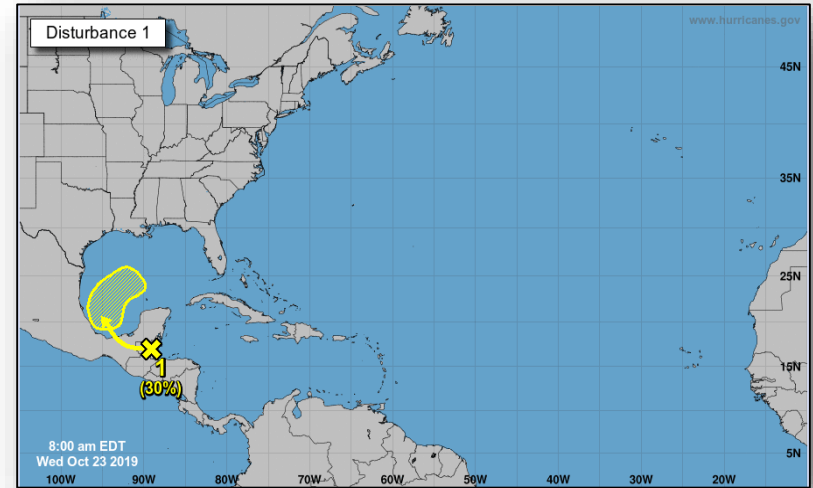 Disturbance 1
www.hurricanes.gov
45N
35N
25N
15N
5N
1
(30%)
8:00 am EDT
Wed Oct 23 2019
100W 90W 80W 70W 60W 50W 40W 30W 20W